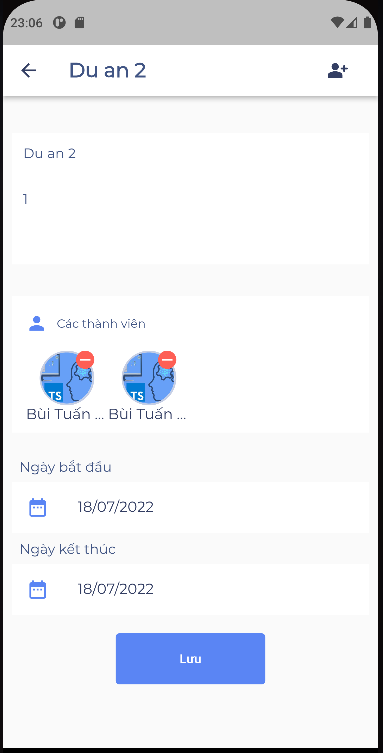 23:06
Du an 2
Du an 2
1
Các thành viên
TS TS
Bùi Tuấn ... Bùi Tuấn ...
Ngày bắt đầu
18/07/2022
Ngày kết thúc
18/07/2022
Lưu